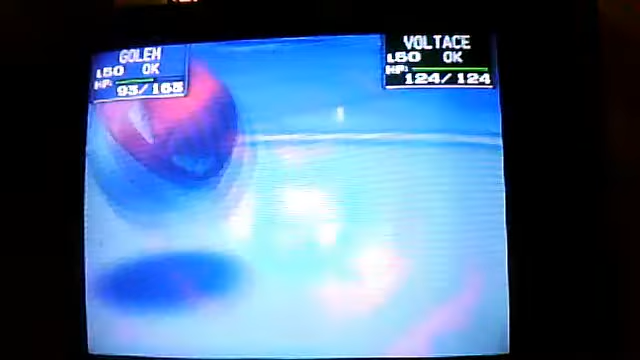 GOLEM
L50 OK
HP:
93/165
VOLTACE
L50 OK
HP:
124/124